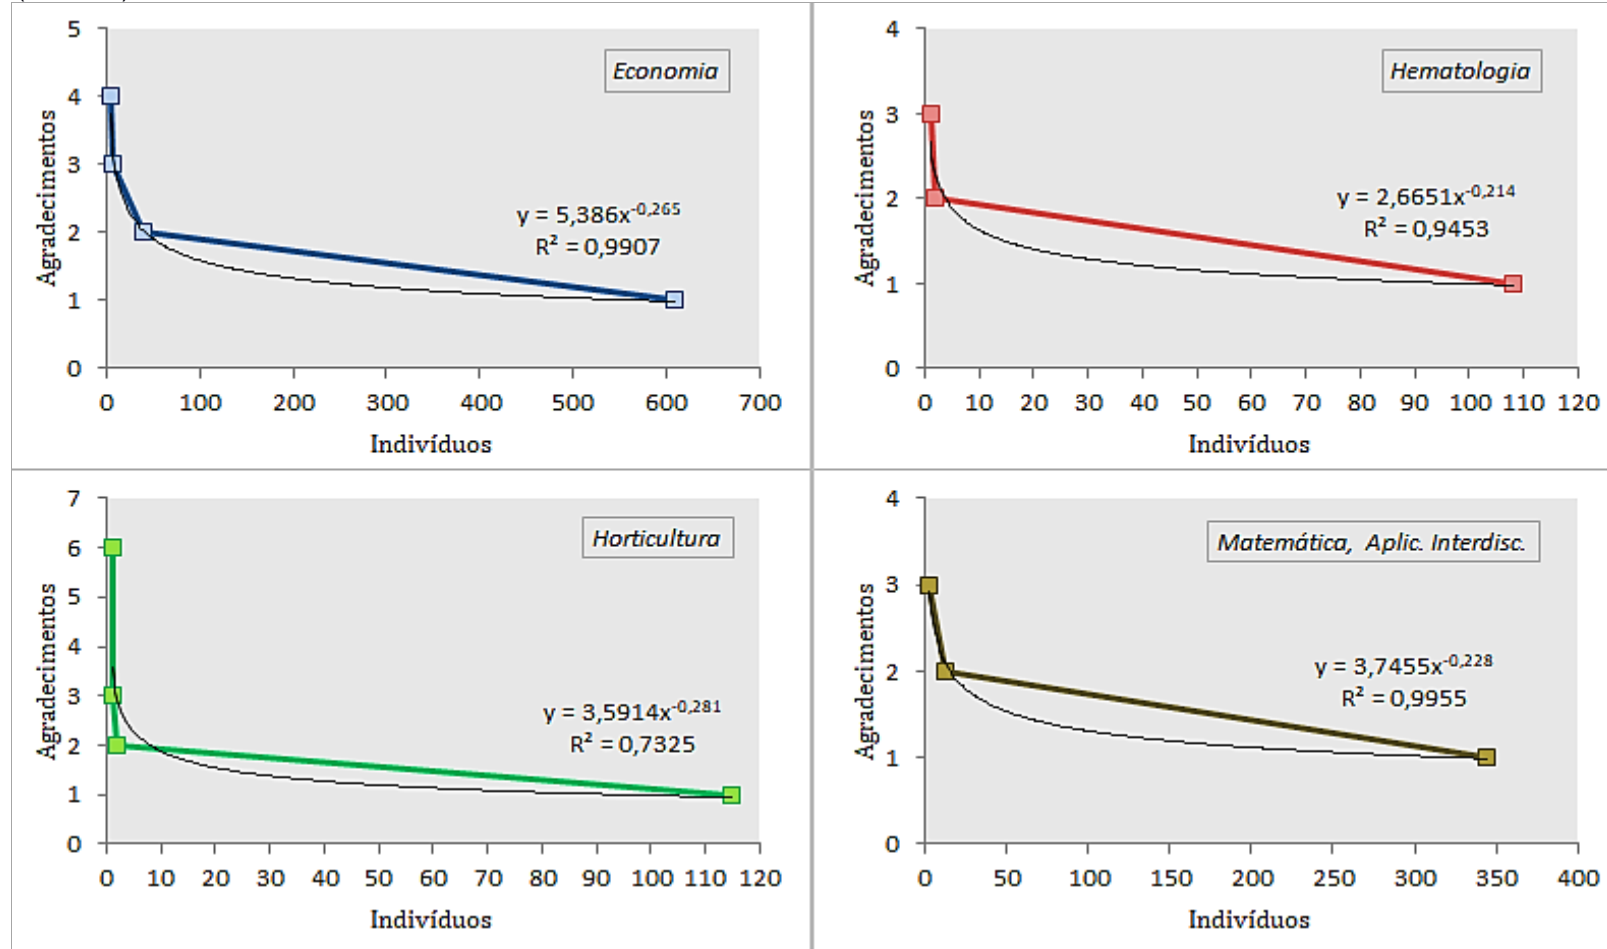 5
4
3
2
1
0
Agradecimentos
Economia
y = 5,386x^-0,265
R² = 0,9907
0 100 200 300 400 500 600 700
Indivíduos
4
3
2
1
0
Agradecimentos
Hematologia
y = 2,6651x^-0,214
R² = 0,9453
0 10 20 30 40 50 60 70 80 90 100 110 120
Indivíduos
7
6
5
4
3
2
1
0
Agradecimentos
Horticultura
y = 3,5914x^-0,281
R² = 0,7325
0 10 20 30 40 50 60 70 80 90 100 110 120
Indivíduos
4
3
2
1
0
Agradecimentos
Matemática, Aplic. Interdisc.
y = 3,7455x^-0,228
R² = 0,9955
0 50 100 150 200 250 300 350 400
Indivíduos